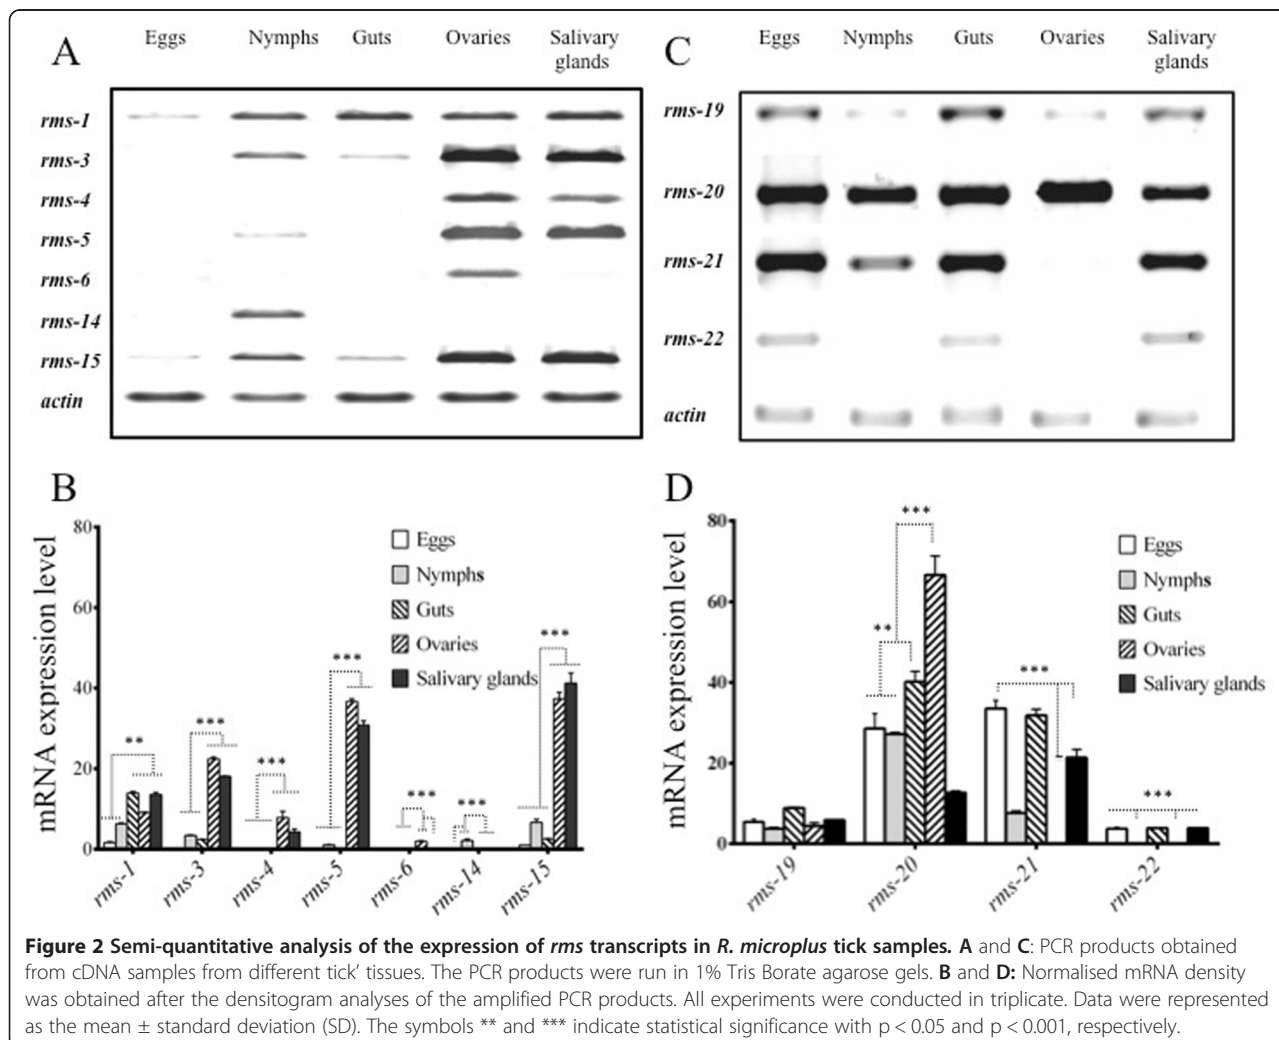 A
Eggs Nymphs Guts Ovaries Salivary glands
rms-1
rms-3
rms-4
rms-5
rms-6
rms-14
rms-15
actin
C
Eggs Nymphs Guts Ovaries Salivary glands
rms-19
rms-20
rms-21
rms-22
actin
B
mRNA expression level
80
60
40
20
0
Eggs
Nymphs
Guts
Ovaries
Salivary glands
** *** *** *** *** *** ***
rms-1 rms-3 rms-4 rms-5 rms-6 rms-14 rms-15
D
mRNA expression level
80
60
40
20
0
Eggs
Nymphs
Guts
Ovaries
Salivary glands
** *** *** ***
rms-19 rms-20 rms-21 rms-22
Figure 2 Semi-quantitative analysis of the expression of rms transcripts in R. microplus tick samples. A and C: PCR products obtained
from cDNA samples from different tick’ tissues. The PCR products were run in 1% Tris Borate agarose gels. B and D: Normalised mRNA density
was obtained after the densitogram analyses of the amplified PCR products. All experiments were conducted in triplicate. Data were represented
as the mean ± standard deviation (SD). The symbols ** and *** indicate statistical significance with p < 0.05 and p < 0.001, respectively.